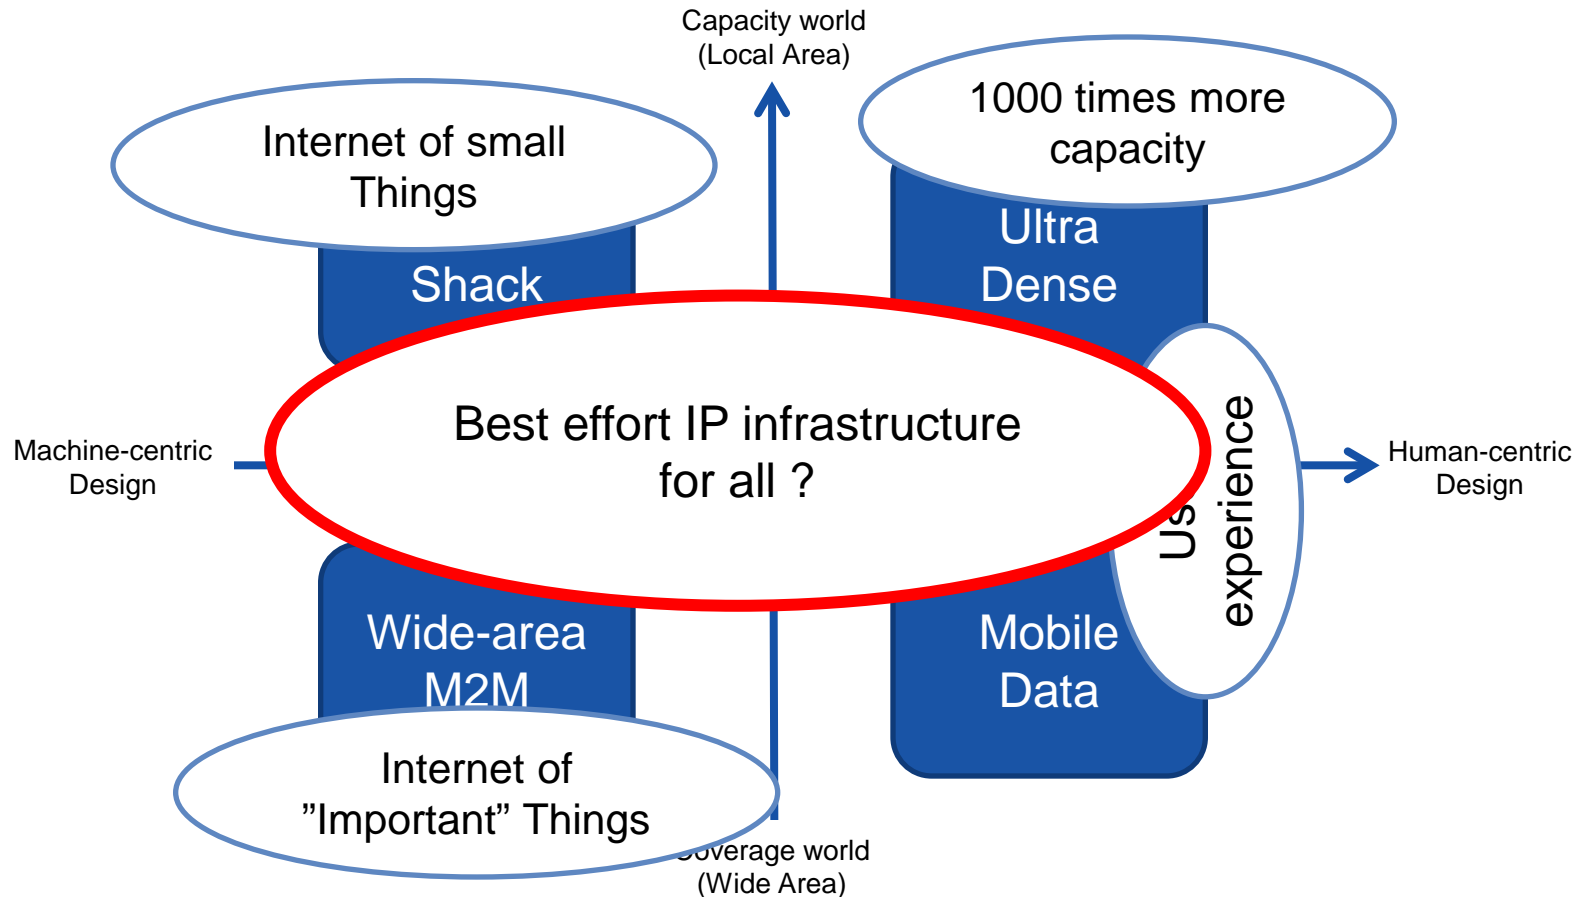 Capacity world
(Local Area)
Internet of small
Things
1000 times more
capacity
Shack
Ultra
Dense
Best effort IP infrastructure
for all ?
Machine-centric
Design
Human-centric
Design
experience
Wide-area
M2M
Mobile
Data
Internet of
”Important” Things
Coverage world
(Wide Area)